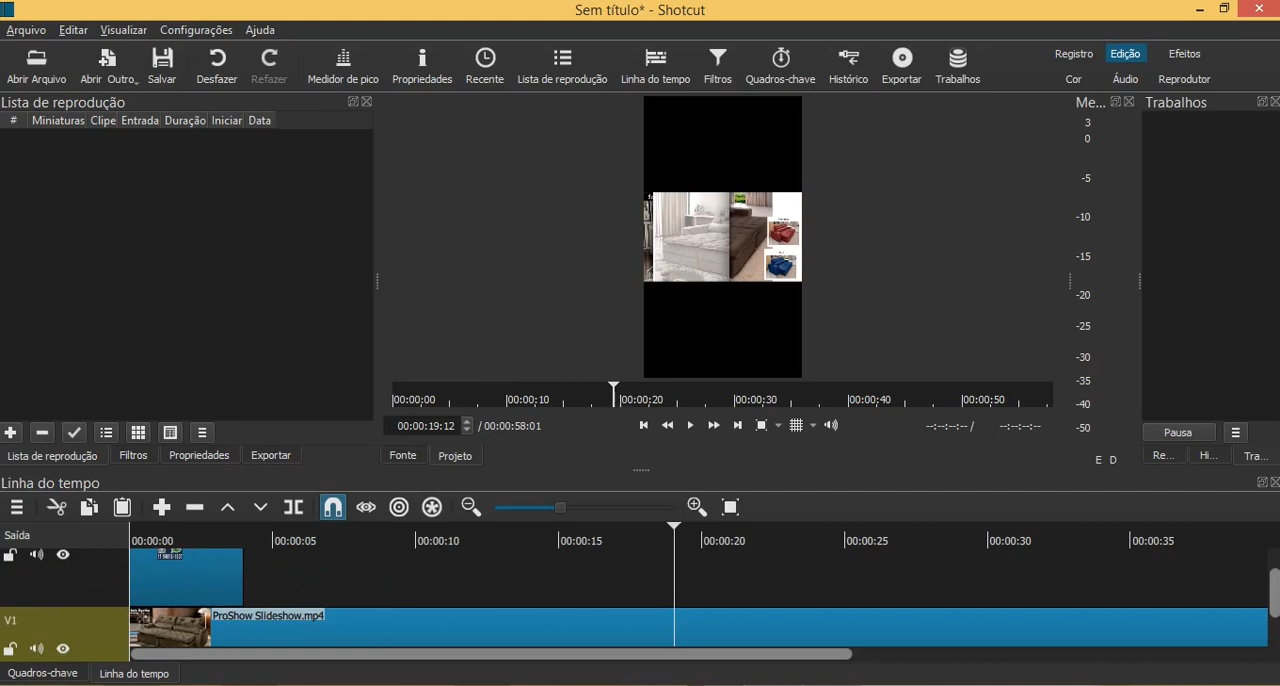 Sem título* - Shotcut
Arquivo Editar Visualizar Configurações Ajuda
Abrir Arquivo Abrir Outro... Salvar Desfazer Refazer Medidor de pico Propriedades Recente Lista de reprodução Linha do tempo Filtros Quadros-chave Histórico Exportar Trabalhos
Registro Edição Efeitos
Cor Áudio Reprodutor
Lista de reprodução
# Miniaturas Clipe Entrada Duração Iniciar Data
Me...
3
0
-5
-10
-15
-20
-25
-30
-35
-40
-50
E D
Trabalhos
00:00:00 00:00:10 00:00:20 00:00:30 00:00:40 00:00:50
00:00:19:12 / 00:00:58:01 --:--:--:-- / --:--:--:--
Pausa
Lista de reprodução Filtros Propriedades Exportar
Fonte Projeto
Re... Hi... Tra...
Linha do tempo
Saída
00:00:00 00:00:05 00:00:10 00:00:15 00:00:20 00:00:25 00:00:30 00:00:35
V1
ProShow Slideshow.mp4
Quadros-chave Linha do tempo